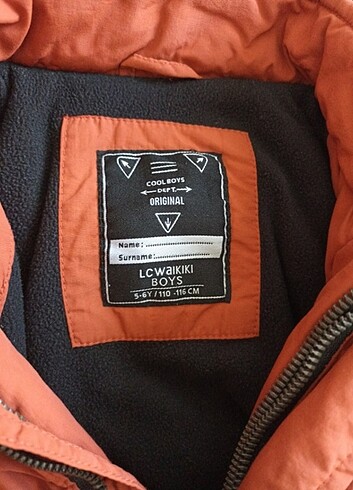 COOLBOYS
DEPT.
ORIGINAL
Name: ......................
Surname: ......................
LCWAIKIKI
BOYS
5-6Y / 110 -116 CM